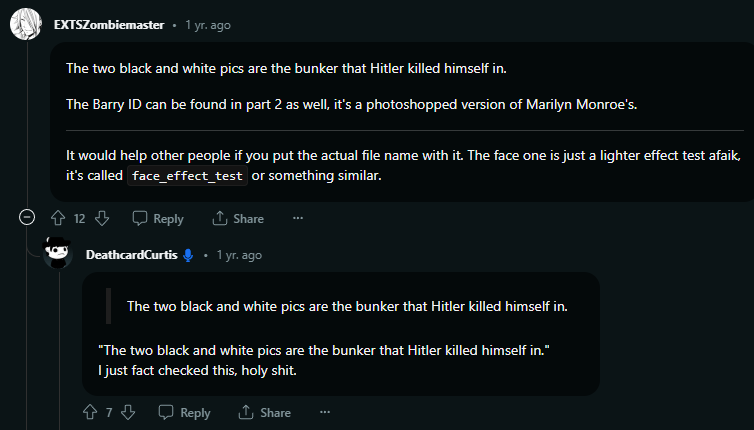 EXTSZombiemaster • 1 yr. ago
The two black and white pics are the bunker that Hitler killed himself in.
The Barry ID can be found in part 2 as well, it's a photoshopped version of Marilyn Monroe's.
It would help other people if you put the actual file name with it. The face one is just a lighter effect test afaik,
it's called face_effect_test or something similar.
12 Reply Share ...
DeathcardCurtis • 1 yr. ago
The two black and white pics are the bunker that Hitler killed himself in.
"The two black and white pics are the bunker that Hitler killed himself in."
I just fact checked this, holy shit.
7 Reply Share ...